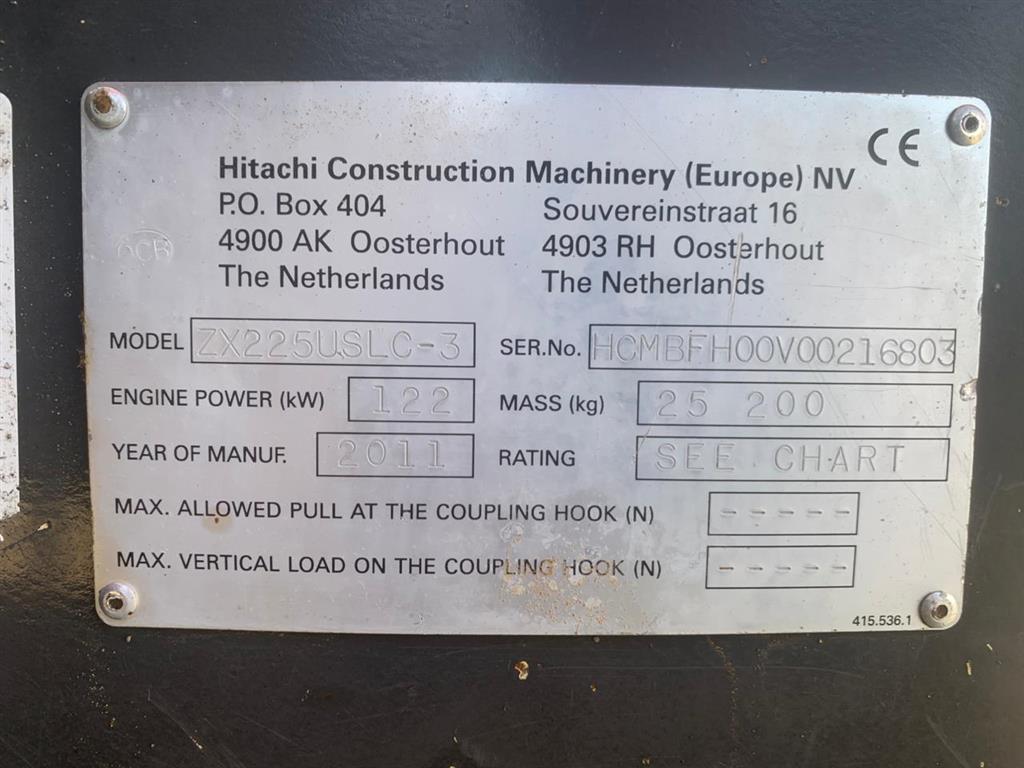 CE
Hitachi Construction Machinery (Europe) NV
P.O. Box 404 Souvereinstraat 16
4900 AK Oosterhout 4903 RH Oosterhout
The Netherlands The Netherlands
MODEL ZX225USLC-3 SER.No. HCMBFH00V00216803
ENGINE POWER (kW) 122 MASS (kg) 25 200
YEAR OF MANUF. 2011 RATING SEE CHART
MAX. ALLOWED PULL AT THE COUPLING HOOK (N) -----
MAX. VERTICAL LOAD ON THE COUPLING HOOK (N) -----
415.536.1